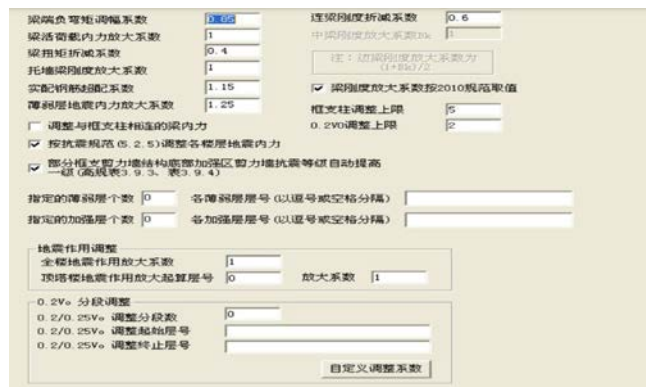 梁端负弯矩调幅系数 0.85 连梁刚度折减系数 0.6
梁活荷载内力放大系数 1 中梁刚度放大系数Bk 1
梁扭矩折减系数 0.4 注：边梁刚度放大系数为
(1+Bk)/2
托墙梁刚度放大系数 1
实配钢筋超配系数 1.15 梁刚度放大系数按2010规范取值
薄弱层地震内力放大系数 1.25 框支柱调整上限 5
调整与框支柱相连的梁内力 0.2V0调整上限 2
按抗震规范(5.2.5)调整各楼层地震内力
部分框支剪力墙结构底部加强区剪力墙抗震等级自动提高
一级(高规表3.9.3、表3.9.4)
指定的薄弱层个数 0 各薄弱层层号(以逗号或空格分隔)
指定的加强层个数 0 各加强层层号(以逗号或空格分隔)
地震作用调整
全楼地震作用放大系数 1
顶塔楼地震作用放大起算层号 0 放大系数 1
0.2V₀ 分段调整
0.2/0.25V₀ 调整分段数 0
0.2/0.25V₀ 调整起始层号
0.2/0.25V₀ 调整终止层号
自定义调整系数